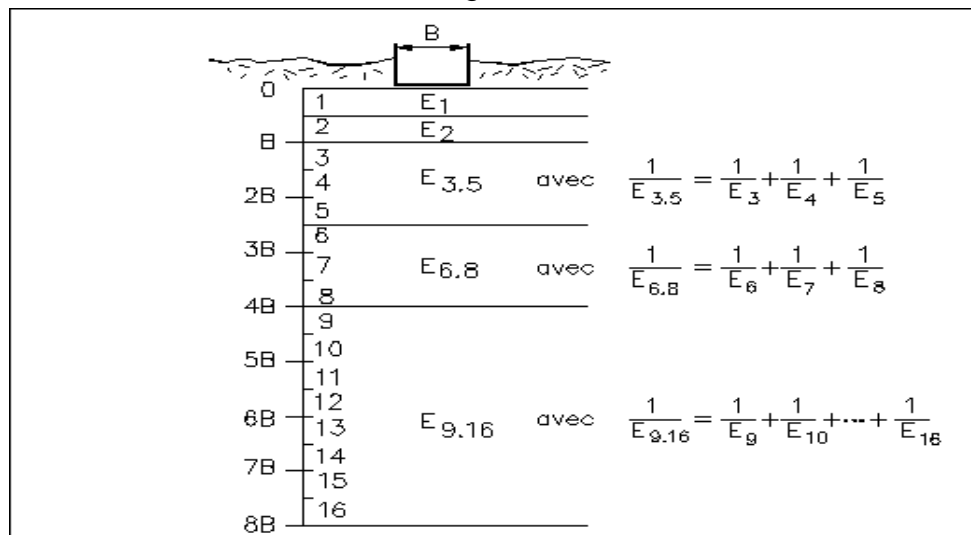 B
0
1 E1
2 E2
B
3
4 E3.5 avec 1/E3.5 = 1/E3 + 1/E4 + 1/E5
2B
5
6
3B
7 E6.8 avec 1/E6.8 = 1/E6 + 1/E7 + 1/E8
8
4B
9
10
5B
11
12
6B
13 E9.16 avec 1/E9.16 = 1/E9 + 1/E10 + ... + 1/E16
14
7B
15
16
8B